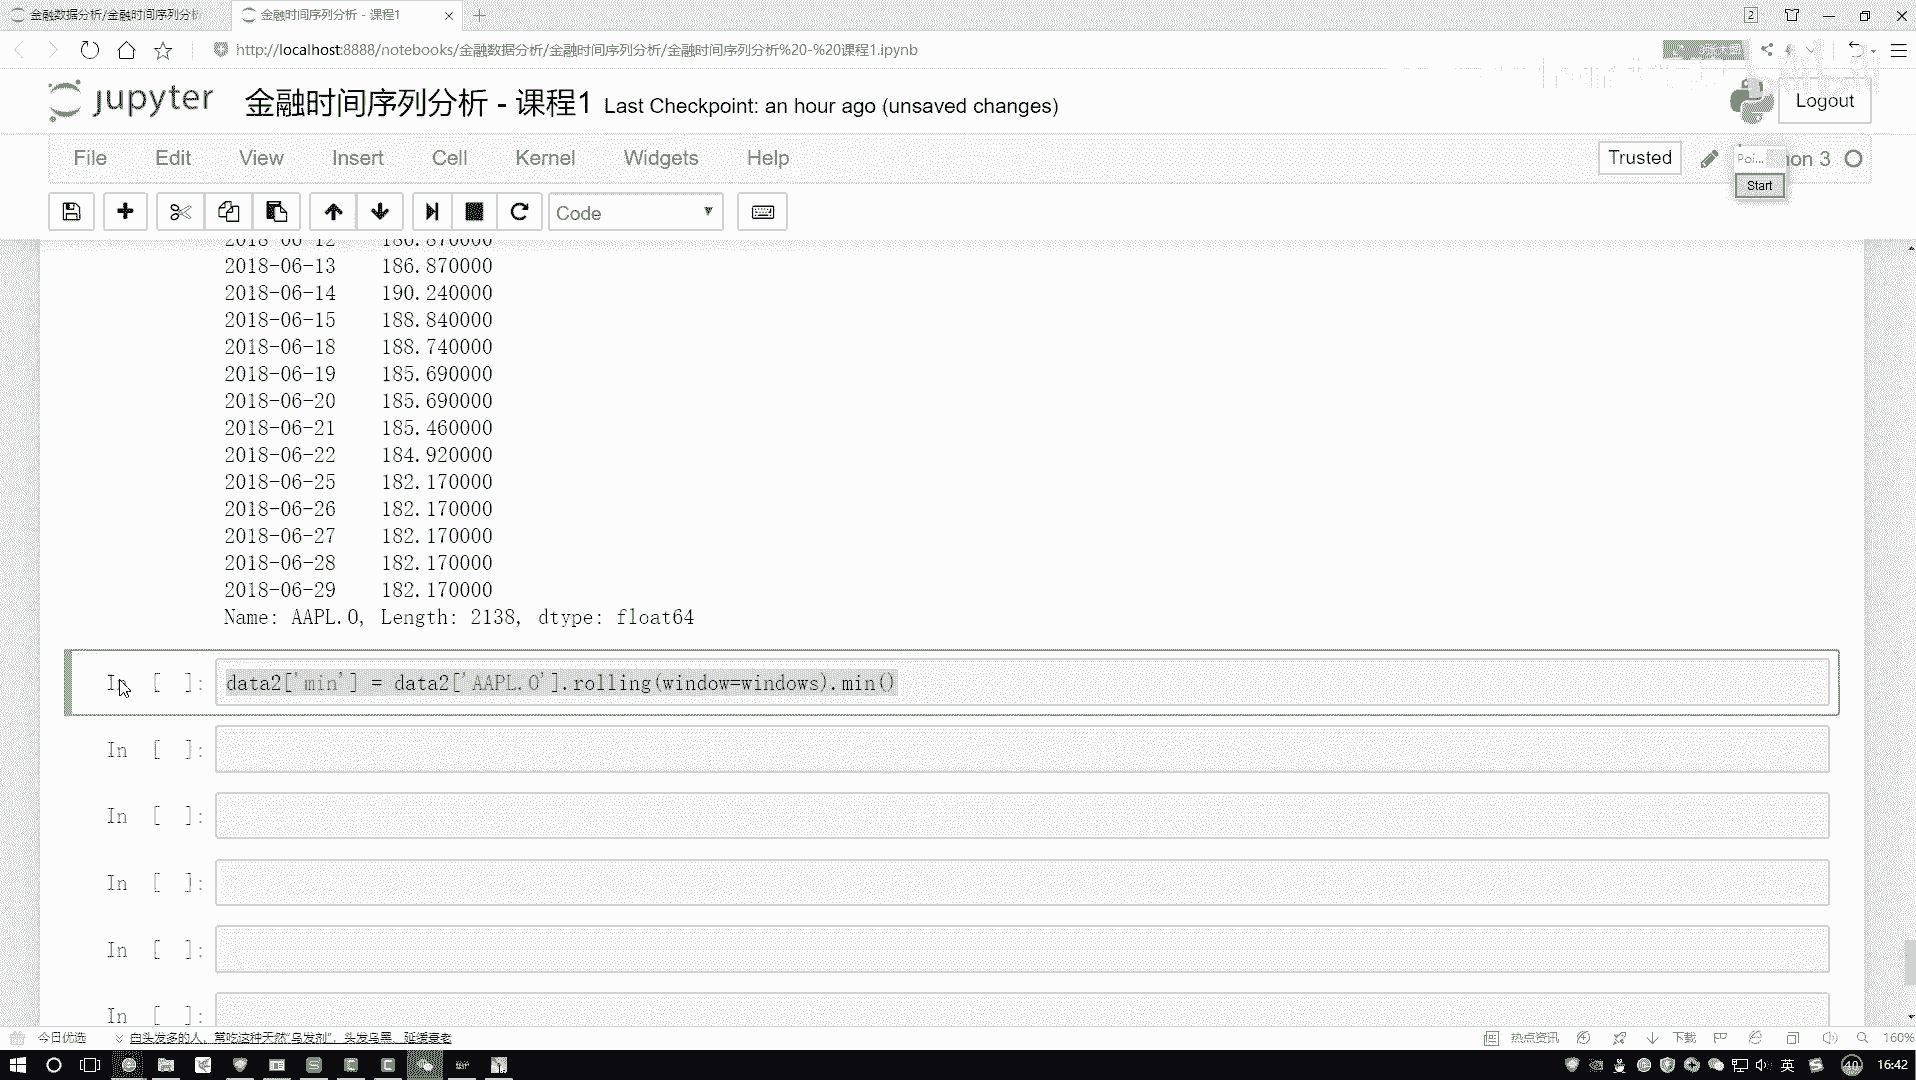 金融数据分析/金融时间序列分析
金融时间序列分析 - 课程1
2
http://localhost:8888/notebooks/金融数据分析/金融时间序列分析/金融时间序列分析%20-%20课程1.ipynb
jupyter 金融时间序列分析 - 课程1 Last Checkpoint: an hour ago (unsaved changes)
Logout
File Edit View Insert Cell Kernel Widgets Help
Trusted
Poi... on 3
Start
Code
2018-06-12 186.870000
2018-06-13 186.870000
2018-06-14 190.240000
2018-06-15 188.840000
2018-06-18 188.740000
2018-06-19 185.690000
2018-06-20 185.690000
2018-06-21 185.460000
2018-06-22 184.920000
2018-06-25 182.170000
2018-06-26 182.170000
2018-06-27 182.170000
2018-06-28 182.170000
2018-06-29 182.170000
Name: AAPL.O, Length: 2138, dtype: float64
In [ ]: data2['min'] = data2['AAPL.O'].rolling(window=windows).min()
In [ ]:
In [ ]:
In [ ]:
In [ ]:
In [ ]:
今日优选 白头发多的人，常吃这种天然“乌发剂”，头发乌黑、延缓衰老
热点资讯 下载 160%
英 40 16:42